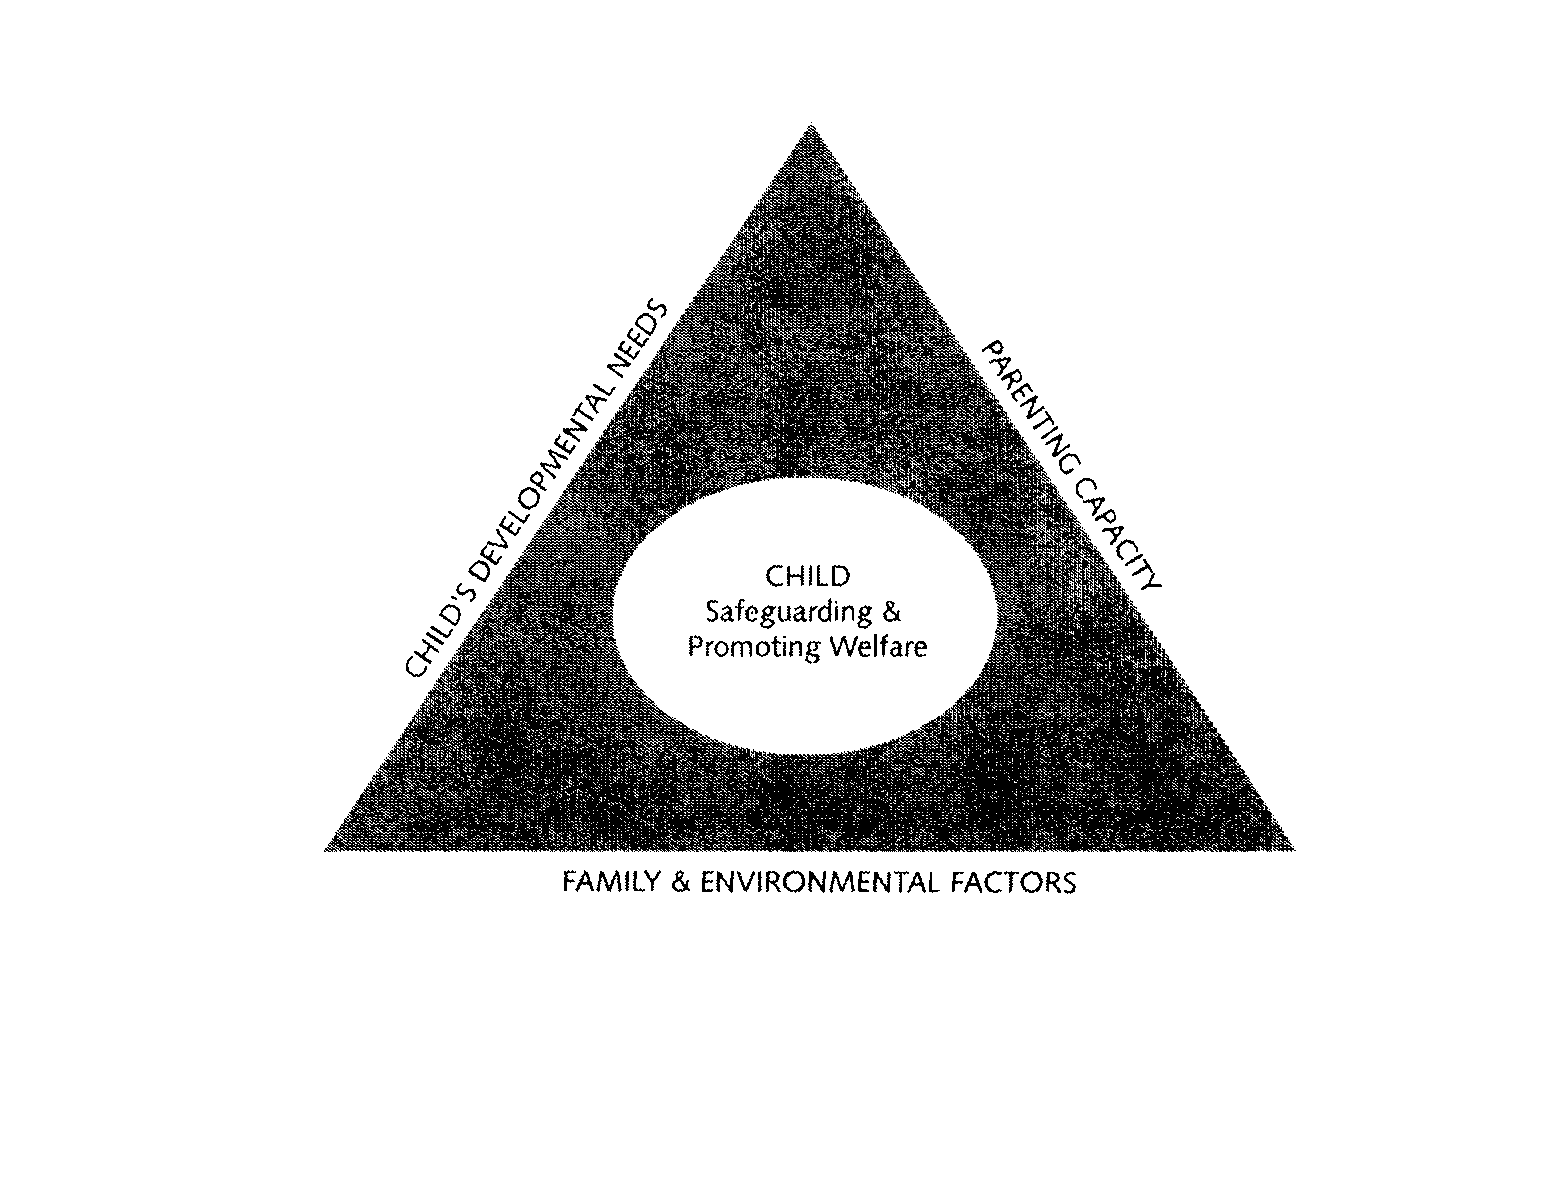 CHILD'S DEVELOPMENTAL NEEDS
PARENTING CAPACITY
CHILD
Safeguarding &
Promoting Welfare
FAMILY & ENVIRONMENTAL FACTORS